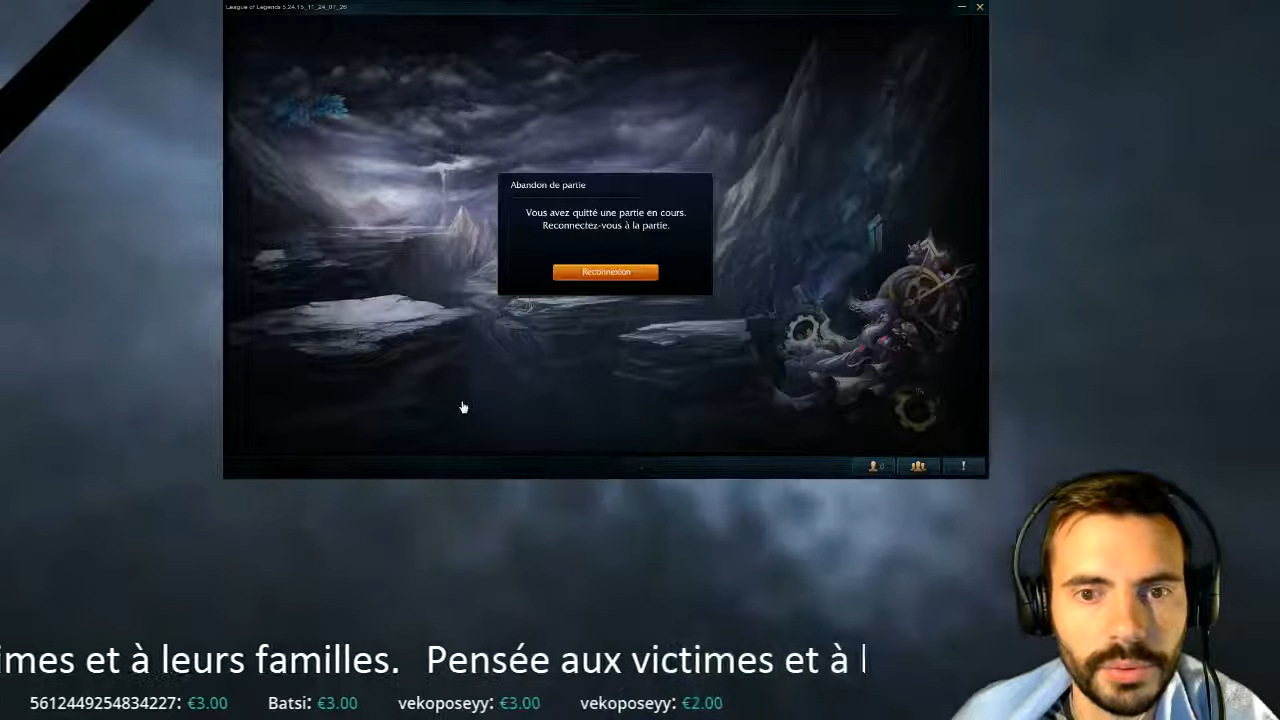 League of Legends 5.24.15_11_24_07_26
Abandon de partie
Vous avez quitté une partie en cours.
Reconnectez-vous à la partie.
Reconnexion
imes et à leurs familles. Pensée aux victimes et à l
5612449254834227: €3.00 Batsi: €3.00 vekoposeyy: €3.00 vekoposeyy: €2.00